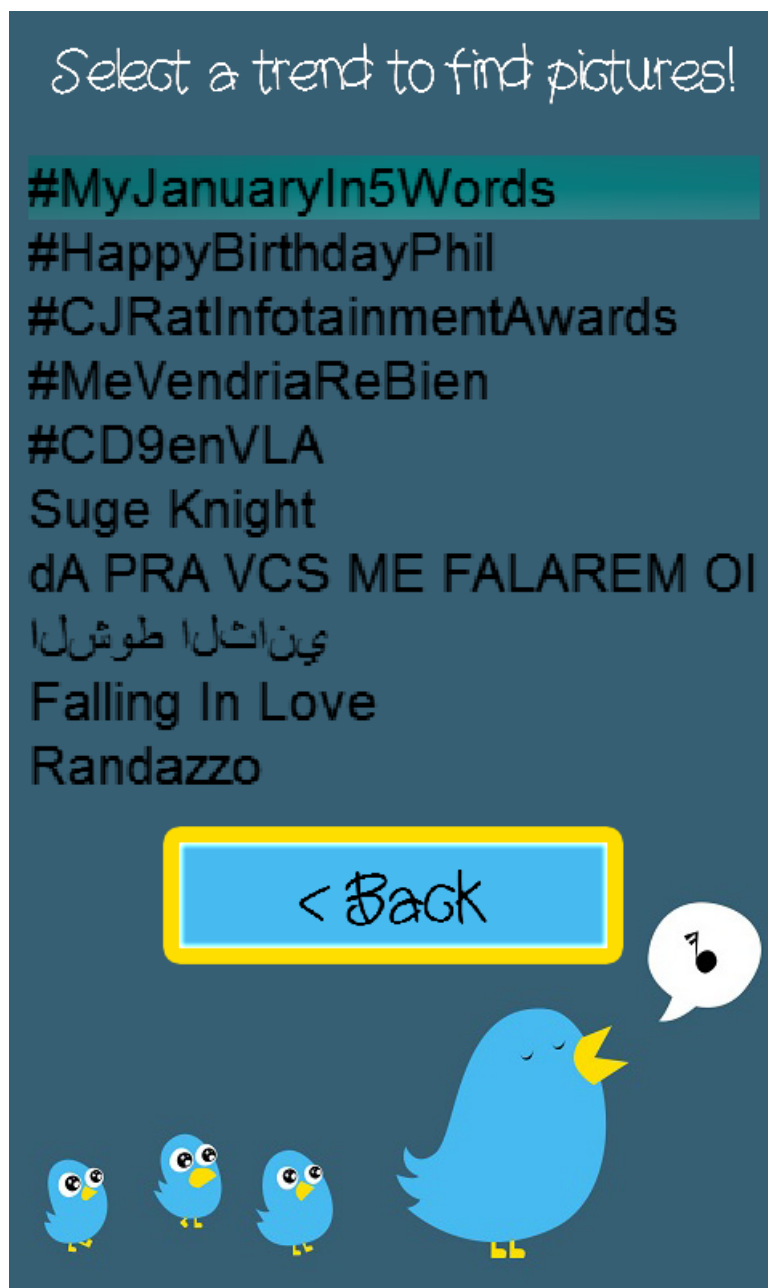 Select a trend to find pictures!
#MyJanuaryIn5Words
#HappyBirthdayPhil
#CJRatInfotainmentAwards
#MeVendriaReBien
#CD9enVLA
Suge Knight
dA PRA VCS ME FALAREM OI
الشوط الثاني
Falling In Love
Randazzo
< Back